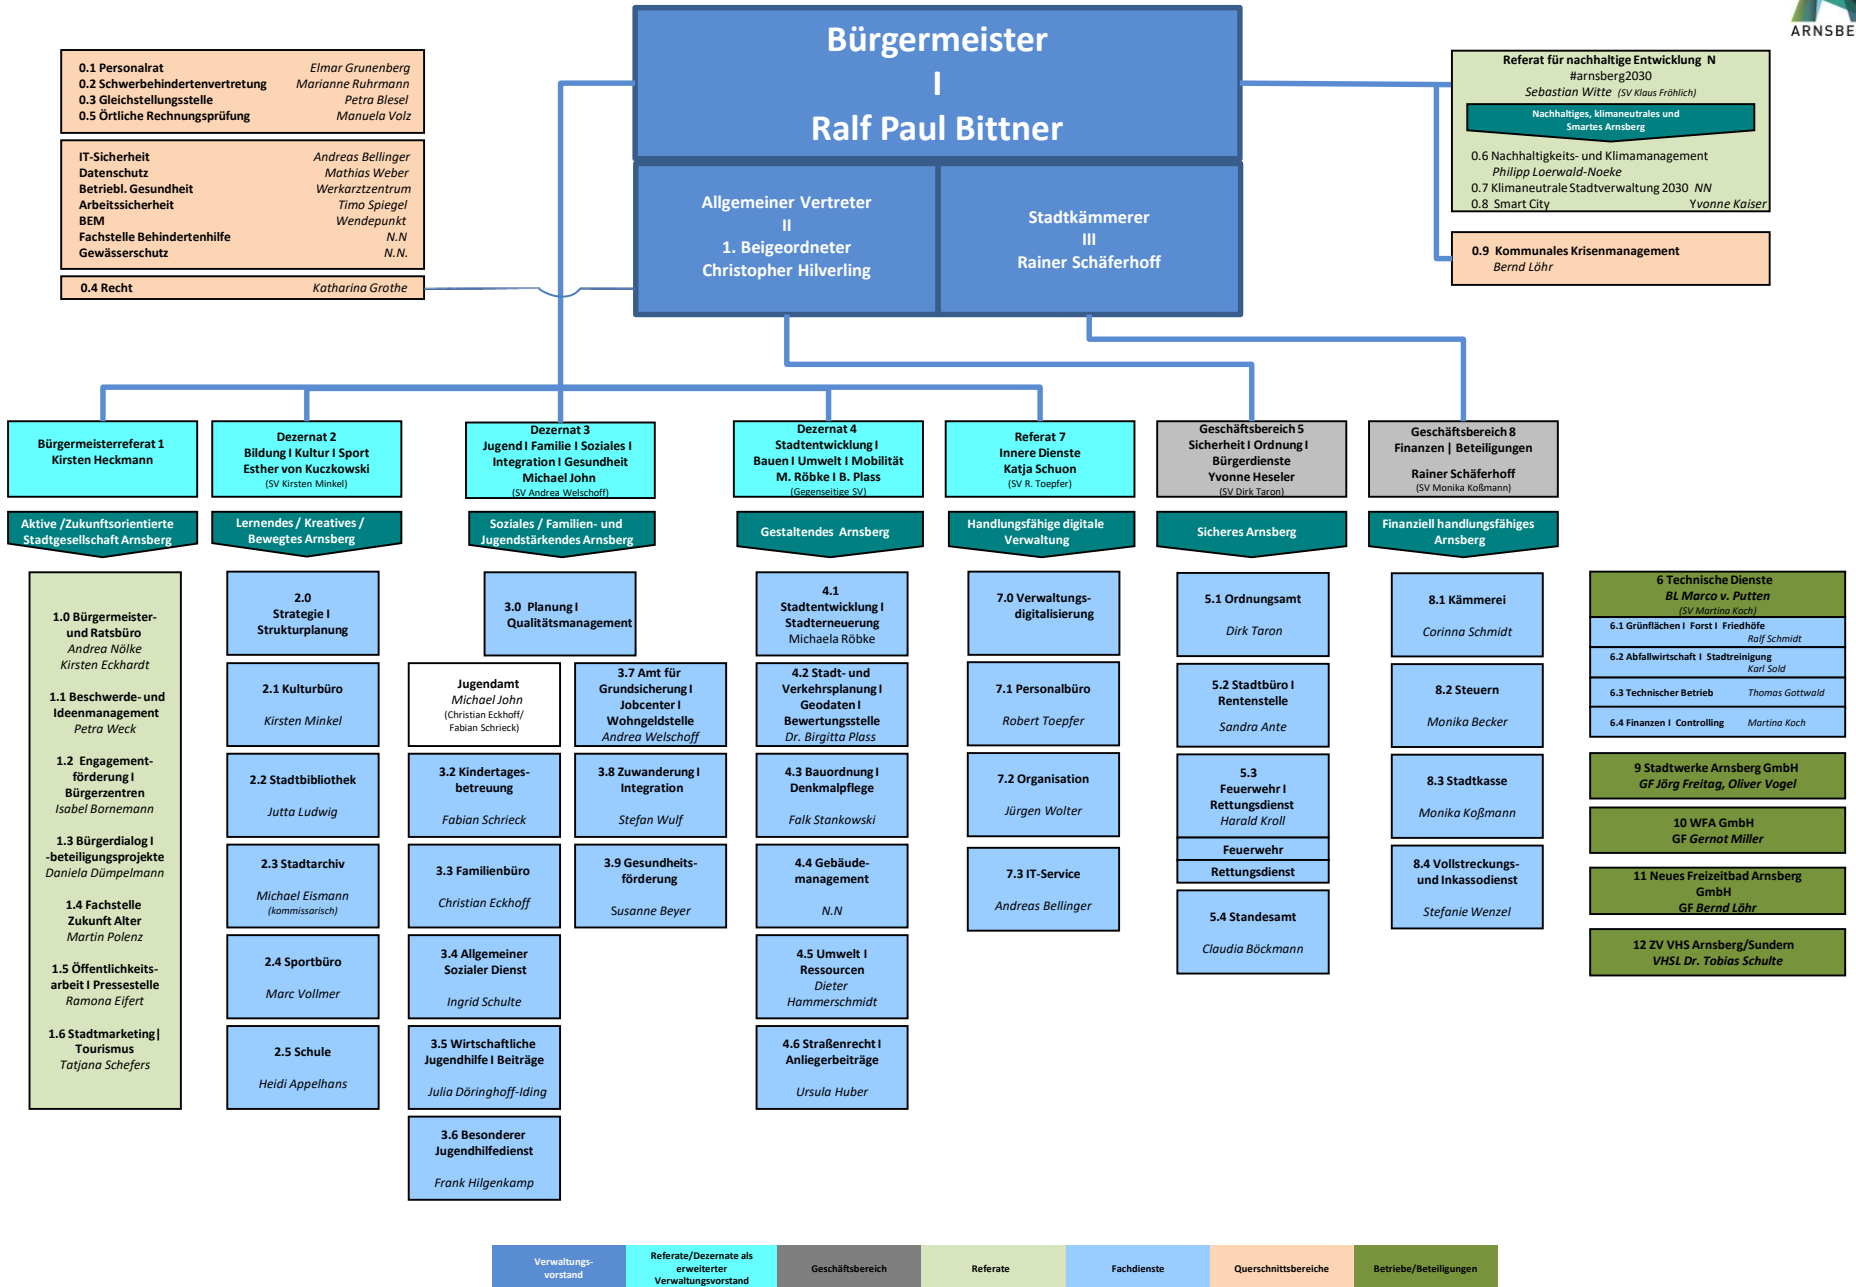 Bürgermeister
I
Ralf Paul Bittner
Allgemeiner Vertreter
II
1. Beigeordneter
Christopher Hilverling
Stadtkämmerer
III
Rainer Schäferhoff
0.1 Personalrat Elmar Grunenberg
0.2 Schwerbehindertenvertretung Marianne Ruhrmann
0.3 Gleichstellungsstelle Petra Blesel
0.5 Örtliche Rechnungsprüfung Manuela Volz
IT-Sicherheit Andreas Bellinger
Datenschutz Mathias Weber
Betriebl. Gesundheit Werkarztzentrum
Arbeitssicherheit Timo Spiegel
BEM Wendepunkt
Fachstelle Behindertenhilfe N.N
Gewässerschutz N.N.
0.4 Recht Katharina Grothe
ARNSBE
Referat für nachhaltige Entwicklung N
#arnsberg2030
Sebastian Witte (SV Klaus Fröhlich)
Nachhaltiges, klimaneutrales und
Smartes Arnsberg
0.6 Nachhaltigkeits- und Klimamanagement
Philipp Loerwald-Noeke
0.7 Klimaneutrale Stadtverwaltung 2030 NN
0.8 Smart City Yvonne Kaiser
0.9 Kommunales Krisenmanagement
Bernd Löhr
Bürgermeisterreferat 1
Kirsten Heckmann
Aktive /Zukunftsorientierte
Stadtgesellschaft Arnsberg
1.0 Bürgermeister-
und Ratsbüro
Andrea Nölke
Kirsten Eckhardt
1.1 Beschwerde- und
Ideenmanagement
Petra Weck
1.2 Engagement-
förderung I
Bürgerzentren
Isabel Bornemann
1.3 Bürgerdialog I
-beteiligungsprojekte
Daniela Dümpelmann
1.4 Fachstelle
Zukunft Alter
Martin Polenz
1.5 Öffentlichkeits-
arbeit I Pressestelle
Ramona Eifert
1.6 Stadtmarketing|
Tourismus
Tatjana Schefers
Dezernat 2
Bildung I Kultur I Sport
Esther von Kuczkowski
(SV Kirsten Minkel)
Lernendes / Kreatives /
Bewegtes Arnsberg
2.0
Strategie I
Strukturplanung
2.1 Kulturbüro
Kirsten Minkel
2.2 Stadtbibliothek
Jutta Ludwig
2.3 Stadtarchiv
Michael Eismann
(kommissarisch)
2.4 Sportbüro
Marc Vollmer
2.5 Schule
Heidi Appelhans
Dezernat 3
Jugend I Familie I Soziales I
Integration I Gesundheit
Michael John
(SV Andrea Welschoff)
Soziales / Familien- und
Jugendstärkendes Arnsberg
3.0 Planung I
Qualitätsmanagement
Jugendamt
Michael John
(Christian Eckhoff/
Fabian Schrieck)
3.2 Kindertages-
betreuung
Fabian Schrieck
3.3 Familienbüro
Christian Eckhoff
3.4 Allgemeiner
Sozialer Dienst
Ingrid Schulte
3.5 Wirtschaftliche
Jugendhilfe I Beiträge
Julia Döringhoff-Iding
3.6 Besonderer
Jugendhilfedienst
Frank Hilgenkamp
3.7 Amt für
Grundsicherung I
Jobcenter I
Wohngeldstelle
Andrea Welschoff
3.8 Zuwanderung I
Integration
Stefan Wulf
3.9 Gesundheits-
förderung
Susanne Beyer
Dezernat 4
Stadtentwicklung I
Bauen I Umwelt I Mobilität
M. Röbke I B. Plass
(Gegenseitige SV)
Gestaltendes Arnsberg
4.1
Stadtentwicklung I
Stadterneuerung
Michaela Röbke
4.2 Stadt- und
Verkehrsplanung I
Geodaten I
Bewertungsstelle
Dr. Birgitta Plass
4.3 Bauordnung I
Denkmalpflege
Falk Stankowski
4.4 Gebäude-
management
N.N
4.5 Umwelt I
Ressourcen
Dieter
Hammerschmidt
4.6 Straßenrecht I
Anliegerbeiträge
Ursula Huber
Referat 7
Innere Dienste
Katja Schuon
(SV R. Toepfer)
Handlungsfähige digitale
Verwaltung
7.0 Verwaltungs-
digitalisierung
7.1 Personalbüro
Robert Toepfer
7.2 Organisation
Jürgen Wolter
7.3 IT-Service
Andreas Bellinger
Geschäftsbereich 5
Sicherheit I Ordnung I
Bürgerdienste
Yvonne Heseler
(SV Dirk Taron)
Sicheres Arnsberg
5.1 Ordnungsamt
Dirk Taron
5.2 Stadtbüro I
Rentenstelle
Sandra Ante
5.3
Feuerwehr I
Rettungsdienst
Harald Kroll
Feuerwehr
Rettungsdienst
5.4 Standesamt
Claudia Böckmann
Geschäftsbereich 8
Finanzen | Beteiligungen
Rainer Schäferhoff
(SV Monika Koßmann)
Finanziell handlungsfähiges
Arnsberg
8.1 Kämmerei
Corinna Schmidt
8.2 Steuern
Monika Becker
8.3 Stadtkasse
Monika Koßmann
8.4 Vollstreckungs-
und Inkassodienst
Stefanie Wenzel
6 Technische Dienste
BL Marco v. Putten
(SV Martina Koch)
6.1 Grünflächen I Forst I Friedhöfe
Ralf Schmidt
6.2 Abfallwirtschaft I Stadtreinigung
Karl Sold
6.3 Technischer Betrieb Thomas Gottwald
6.4 Finanzen I Controlling Martina Koch
9 Stadtwerke Arnsberg GmbH
GF Jörg Freitag, Oliver Vogel
10 WFA GmbH
GF Gernot Miller
11 Neues Freizeitbad Arnsberg
GmbH
GF Bernd Löhr
12 ZV VHS Arnsberg/Sundern
VHSL Dr. Tobias Schulte
Verwaltungs-
vorstand
Referate/Dezernate als
erweiterter
Verwaltungsvorstand
Geschäftsbereich
Referate
Fachdienste
Querschnittsbereiche
Betriebe/Beteiligungen